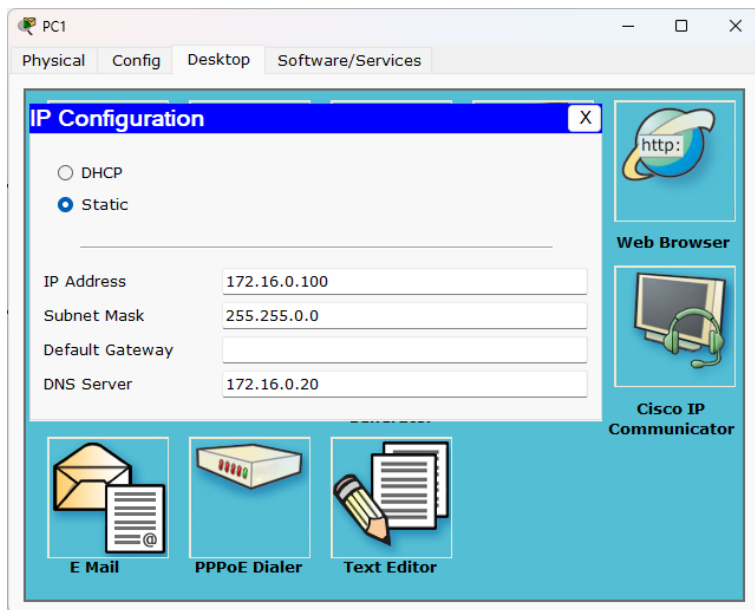 PC1
Physical Config Desktop Software/Services
IP Configuration X
DHCP
Static
IP Address 172.16.0.100
Subnet Mask 255.255.0.0
Default Gateway
DNS Server 172.16.0.20
http:
Web Browser
Cisco IP
Communicator
@
E Mail PPPoE Dialer Text Editor